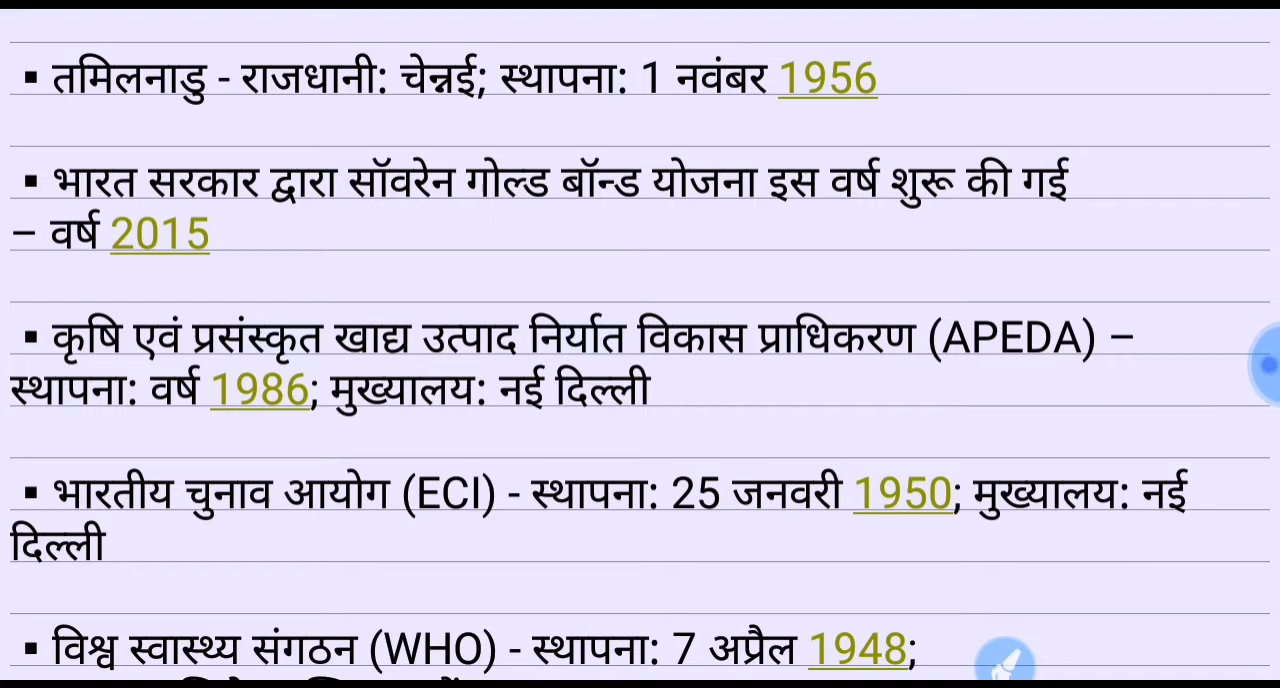 ▪ तमिलनाडु - राजधानी: चेन्नई; स्थापना: 1 नवंबर 1956
▪ भारत सरकार द्वारा सॉवरेन गोल्ड बॉन्ड योजना इस वर्ष शुरू की गई
– वर्ष 2015
▪ कृषि एवं प्रसंस्कृत खाद्य उत्पाद निर्यात विकास प्राधिकरण (APEDA) –
स्थापना: वर्ष 1986; मुख्यालय: नई दिल्ली
▪ भारतीय चुनाव आयोग (ECI) - स्थापना: 25 जनवरी 1950; मुख्यालय: नई
दिल्ली
▪ विश्व स्वास्थ्य संगठन (WHO) - स्थापना: 7 अप्रैल 1948;